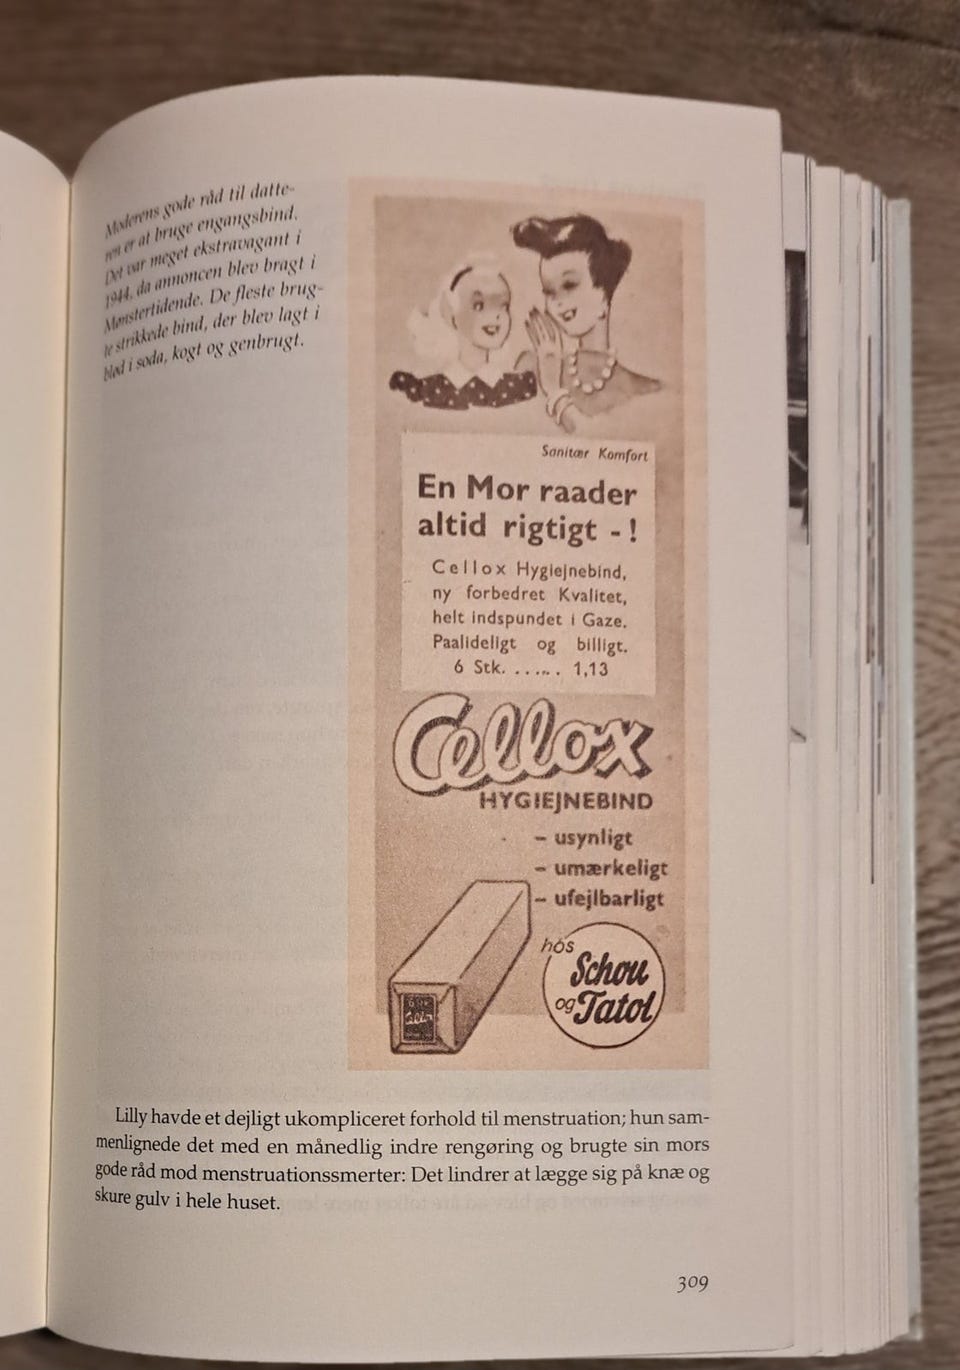 Moderens gode råd til datte-
ren er at bruge engangsbind.
Det var meget ekstravagant i
1944, da annoncen blev bragt i
Mønstertidende. De fleste brug-
te strikkede bind, der blev lagt i
blød i soda, kogt og genbrugt.
Sanitær Komfort
En Mor raader
altid rigtigt - !
Cellox Hygiejnebind,
ny forbedret Kvalitet,
helt indspundet i Gaze.
Paalideligt og billigt.
6 Stk. ...... 1,13
Cellox
HYGIEJNEBIND
- usynligt
- umærkeligt
- ufejlbarligt
hos
Schou
og Tatol
Lilly havde et dejligt ukompliceret forhold til menstruation; hun sam-
menlignede det med en månedlig indre rengøring og brugte sin mors
gode råd mod menstruationssmerter: Det lindrer at lægge sig på knæ og
skure gulv i hele huset.
309